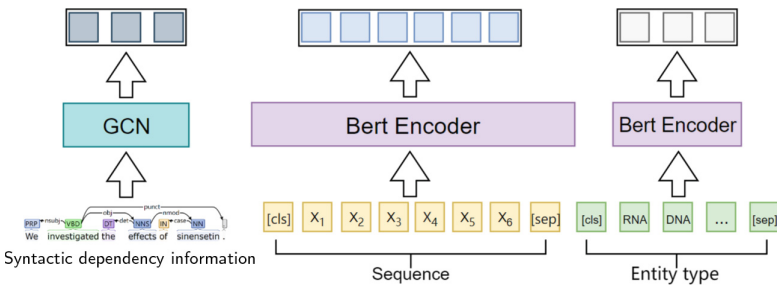 GCN
Bert Encoder
Bert Encoder
punct
obj
nmod
nsubj
det
case
PRP VBD DT NNS IN NN
We investigated the effects of sinensetin .
Syntactic dependency information
[cls] X1 X2 X3 X4 X5 X6 [sep]
Sequence
[cls] RNA DNA ... [sep]
Entity type